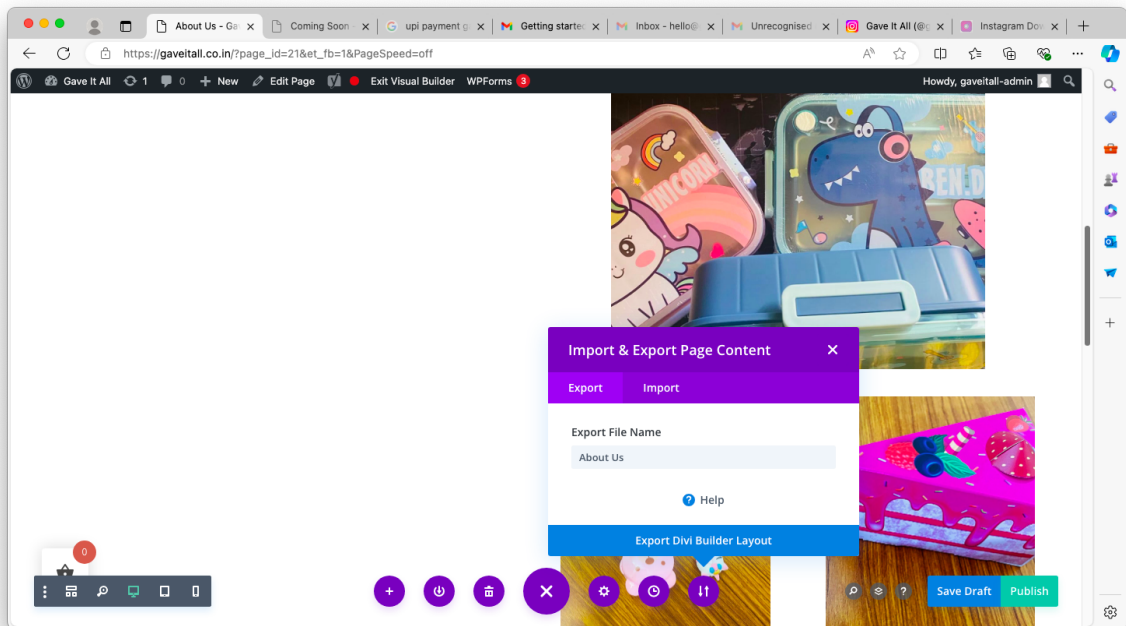 About Us - Ga
Coming Soon -
upi payment g
Getting starte
Inbox - hello@
Unrecognised
Gave It All (@g
Instagram Dow
https://gaveitall.co.in/?page_id=21&et_fb=1&PageSpeed=off
Gave It All
1
0
New
Edit Page
Exit Visual Builder
WPForms
3
Howdy, gaveitall-admin
UNICORN
BEN.D
Import & Export Page Content
Export
Import
Export File Name
About Us
? Help
Export Divi Builder Layout
0
?
Save Draft
Publish